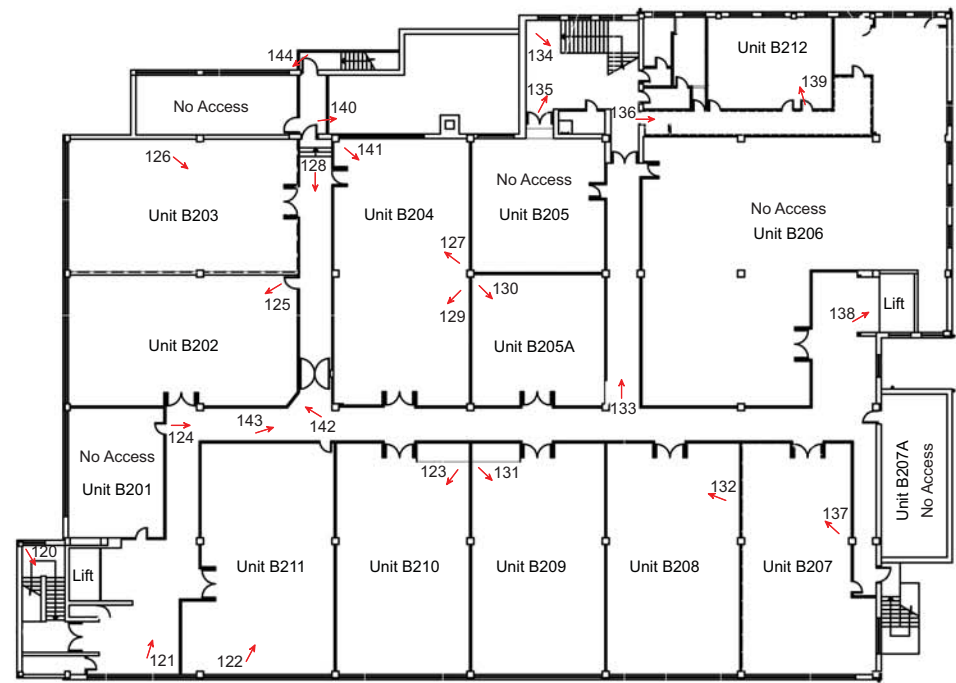 134
Unit B212
144
135
139
No Access
140
136
126
128
141
No Access
Unit B203
Unit B204
Unit B205
No Access
Unit B206
127
125
129
130
138
Lift
Unit B202
Unit B205A
143
142
133
124
No Access
Unit B201
123
131
132
137
Unit B207A
No Access
120
Lift
Unit B211
Unit B210
Unit B209
Unit B208
Unit B207
121
122